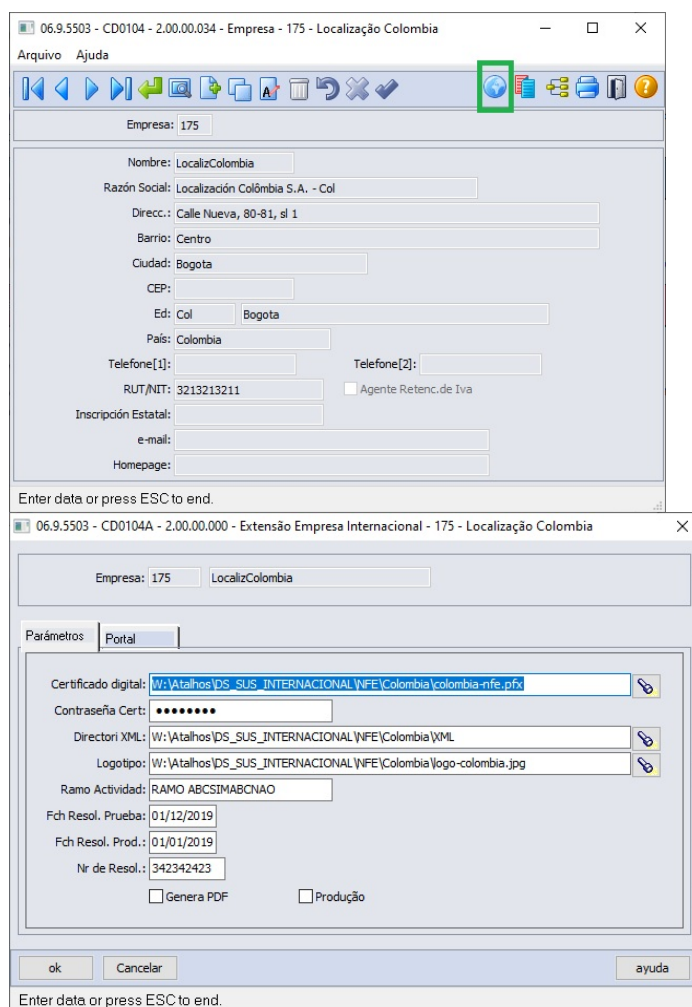 06.9.5503 - CD0104 - 2.00.00.034 - Empresa - 175 - Localização Colombia
Arquivo Ajuda
Empresa: 175
Nombre: LocalizColombia
Razón Social: Localización Colômbia S.A. - Col
Direcc.: Calle Nueva, 80-81, sl 1
Barrio: Centro
Ciudad: Bogota
CEP:
Ed: Col Bogota
País: Colombia
Telefone[1]: Telefone[2]:
RUT/NIT: 3213213211 Agente Retenc.de Iva
Inscripción Estatal:
e-mail:
Homepage:
Enter data or press ESC to end.
06.9.5503 - CD0104A - 2.00.00.000 - Extensão Empresa Internacional - 175 - Localização Colombia
Empresa: 175 LocalizColombia
Parámetros Portal
Certificado digital: W:\Atalhos\DS_SUS_INTERNACIONAL\NFE\Colombia\colombia-nfe.pfx
Contraseña Cert: ●●●●●●●●
Directori XML: W:\Atalhos\DS_SUS_INTERNACIONAL\NFE\Colombia\XML
Logotipo: W:\Atalhos\DS_SUS_INTERNACIONAL\NFE\Colombia\logo-colombia.jpg
Ramo Actividad: RAMO ABCSIMABCNAO
Fch Resol. Prueba: 01/12/2019
Fch Resol. Prod.: 01/01/2019
Nr de Resol.: 342342423
Genera PDF Produção
ok Cancelar ayuda
Enter data or press ESC to end.